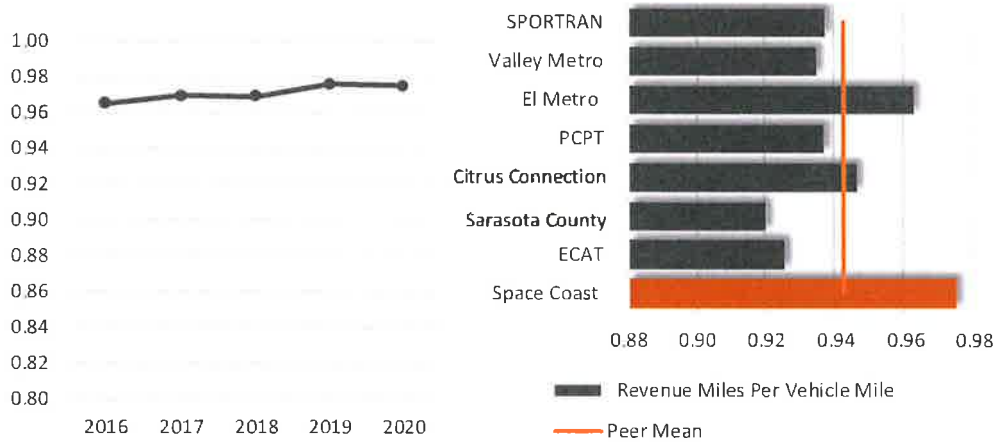 1.00
0.98
0.96
0.94
0.92
0.90
0.88
0.86
0.84
0.82
0.80
2016 2017 2018 2019 2020
SPORTRAN
Valley Metro
El Metro
PCPT
Citrus Connection
Sarasota County
ECAT
Space Coast
0.88 0.90 0.92 0.94 0.96 0.98
Revenue Miles Per Vehicle Mile
Peer Mean